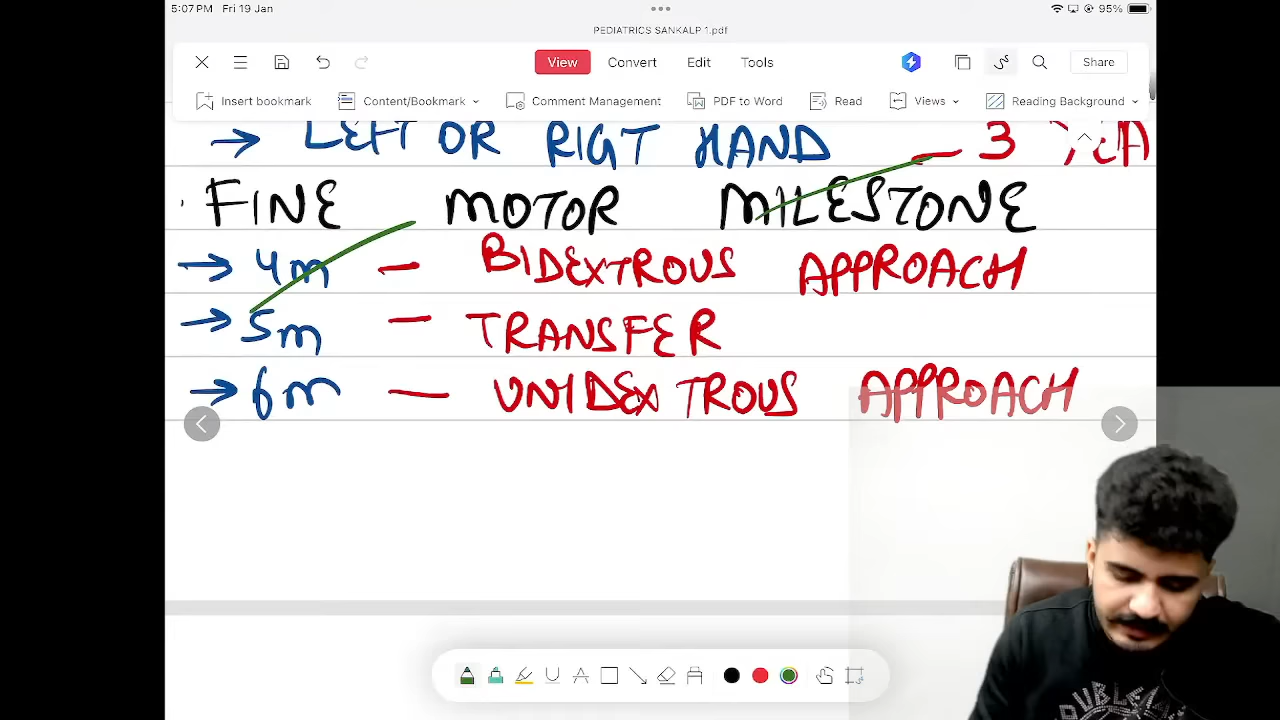 5:07 PM Fri 19 Jan
95%
PEDIATRICS SANKALP 1.pdf
View Convert Edit Tools Share
Insert bookmark Content/Bookmark Comment Management PDF to Word Read Views Reading Background
→ LEFT OR RIGT HAND — 3
FINE MOTOR MILESTONE
→ 4m — BIDEXTROUS APPROACH
→ 5m — TRANSFER
→ 6m — UNIDEXTROUS APPROACH